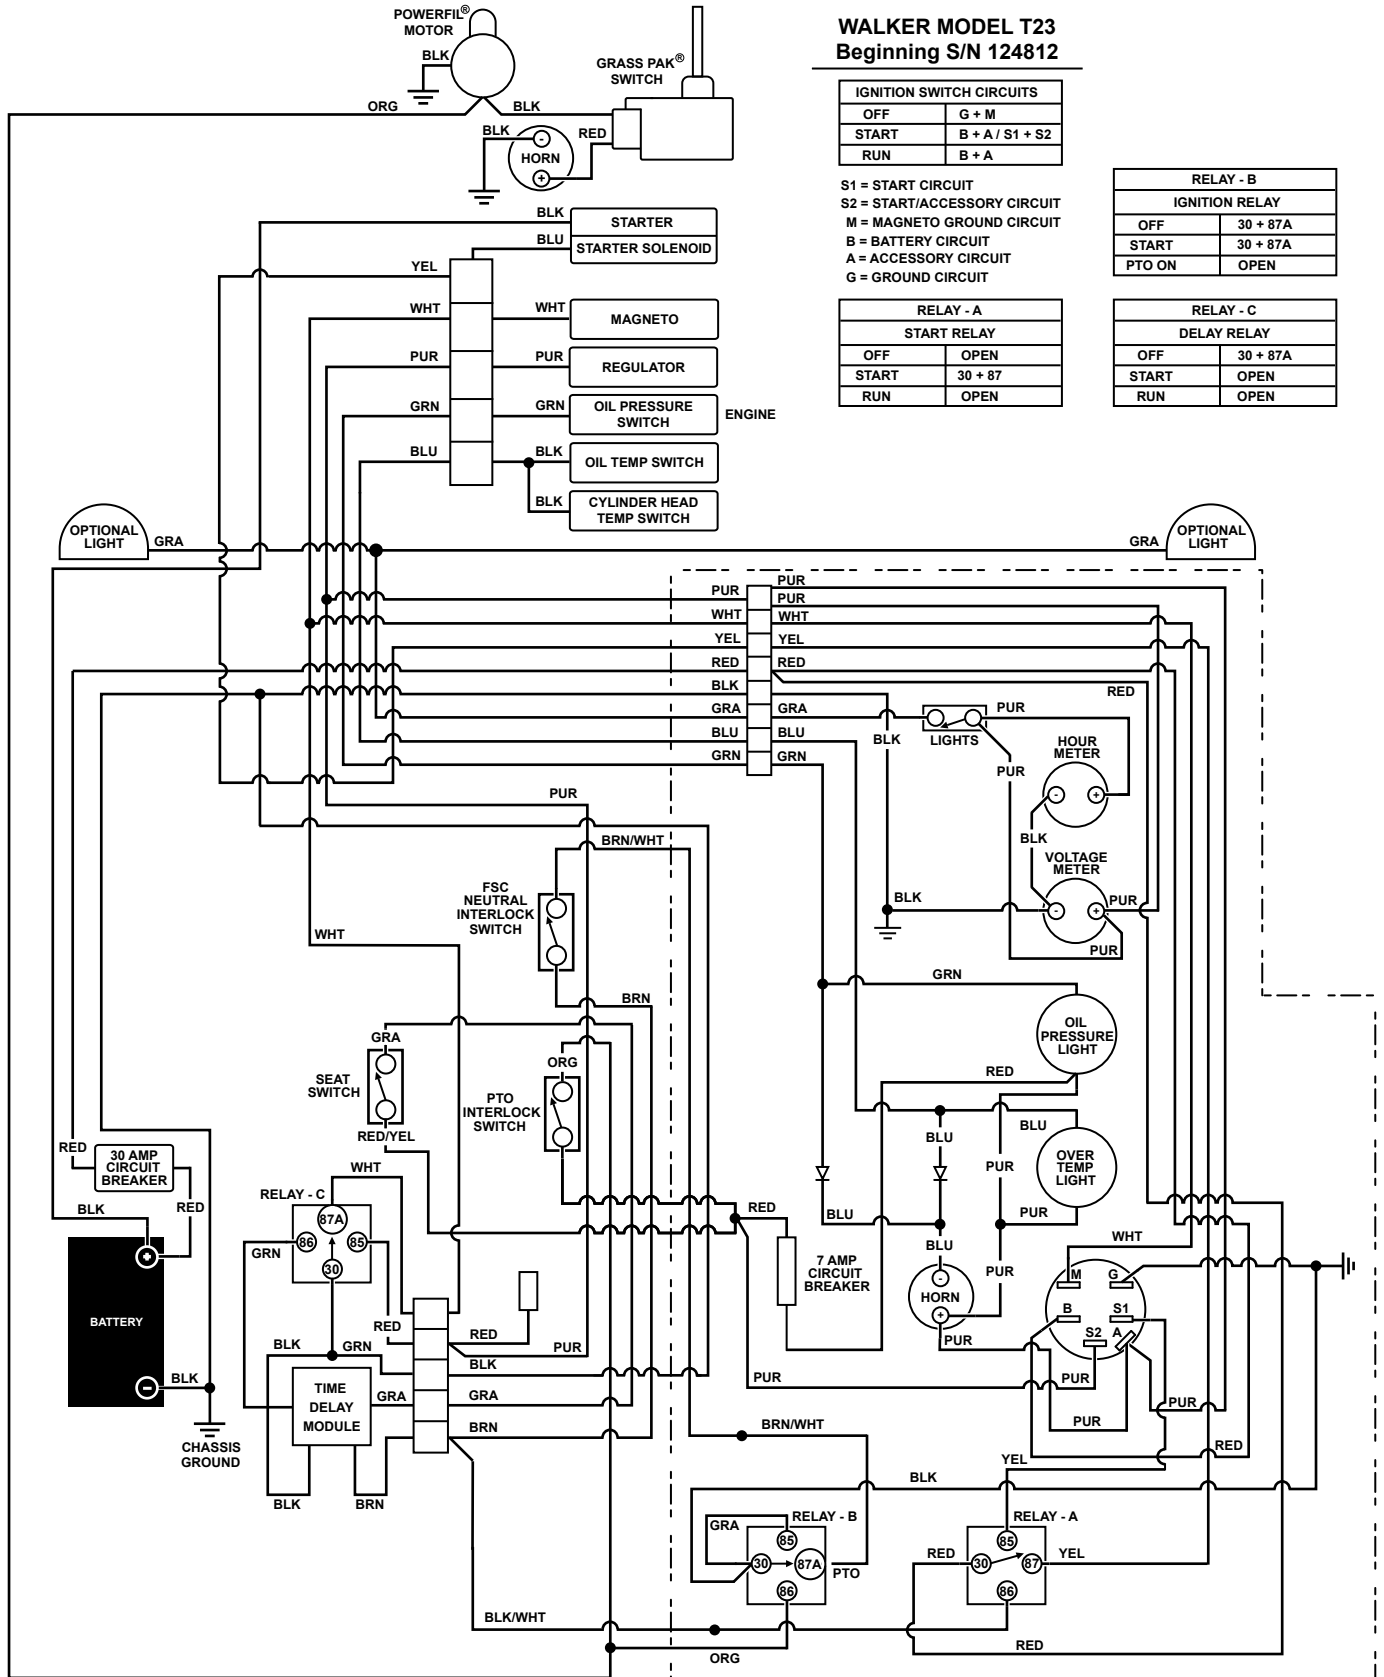 POWERFIL®
MOTOR
BLK
ORG
BLK
GRASS PAK®
SWITCH
BLK
RED
-
HORN
+
WALKER MODEL T23
Beginning S/N 124812
IGNITION SWITCH CIRCUITS
OFF G + M
START B + A / S1 + S2
RUN B + A
S1 = START CIRCUIT
S2 = START/ACCESSORY CIRCUIT
M = MAGNETO GROUND CIRCUIT
B = BATTERY CIRCUIT
A = ACCESSORY CIRCUIT
G = GROUND CIRCUIT
RELAY - B
IGNITION RELAY
OFF 30 + 87A
START 30 + 87A
PTO ON OPEN
RELAY - A
START RELAY
OFF OPEN
START 30 + 87
RUN OPEN
RELAY - C
DELAY RELAY
OFF 30 + 87A
START OPEN
RUN OPEN
BLK STARTER
BLU STARTER SOLENOID
YEL
WHT WHT MAGNETO
PUR PUR REGULATOR
GRN GRN OIL PRESSURE
SWITCH
ENGINE
BLU BLK OIL TEMP SWITCH
BLK CYLINDER HEAD
TEMP SWITCH
OPTIONAL
LIGHT
GRA
GRA
OPTIONAL
LIGHT
PUR PUR
PUR
WHT WHT
YEL YEL
RED RED
RED
BLK
GRA GRA
BLU BLU
GRN GRN
BLK
LIGHTS
PUR
PUR
HOUR
METER
-
+
BLK
VOLTAGE
METER
BLK
-
+
PUR
PUR
PUR
BRN/WHT
FSC
NEUTRAL
INTERLOCK
SWITCH
WHT
BRN
GRA
SEAT
SWITCH
RED/YEL
ORG
PTO
INTERLOCK
SWITCH
GRN
OIL
PRESSURE
LIGHT
RED
BLU
BLU
OVER
TEMP
LIGHT
PUR
PUR
BLU
BLU
HORN
-
+
PUR
PUR
RED
7 AMP
CIRCUIT
BREAKER
RED
30 AMP
CIRCUIT
BREAKER
RED
BLK
+
BATTERY
-
BLK
CHASSIS
GROUND
WHT
RELAY - C
87A
86
85
30
GRN
RED
RED
PUR
BLK
GRN
BLK
TIME
DELAY
MODULE
GRA
GRA
BRN
BLK
BRN
WHT
M
G
B
S1
S2
A
PUR
PUR
PUR
PUR
RED
BRN/WHT
YEL
BLK
RELAY - B
GRA
85
30
87A
86
PTO
RELAY - A
85
RED
30
87
YEL
86
BLK/WHT
ORG
RED